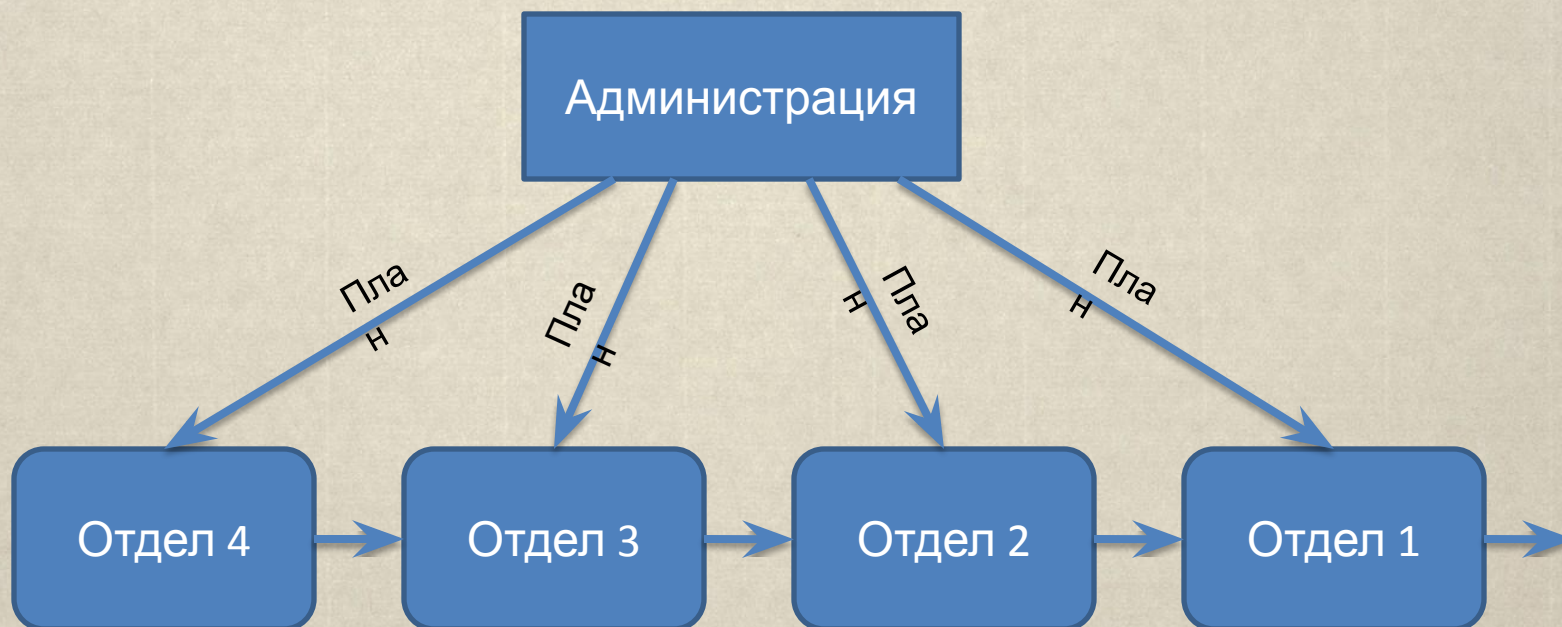 Администрация
Пла
н
Пла
н
Пла
н
Пла
н
Отдел 4
Отдел 3
Отдел 2
Отдел 1